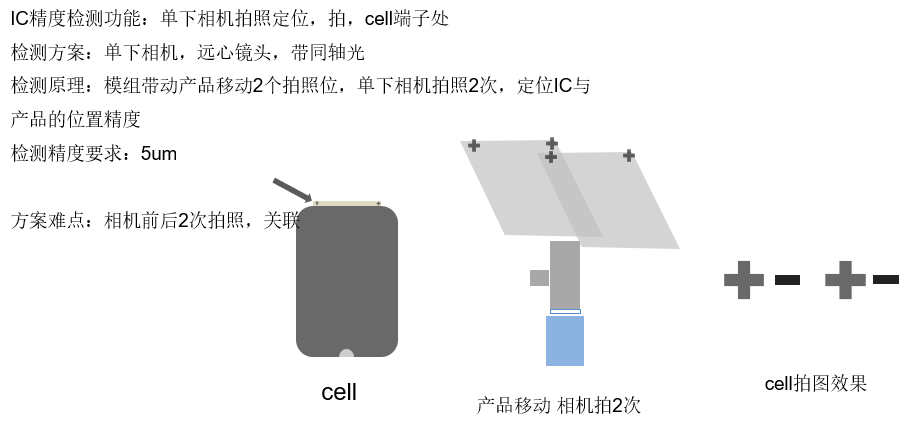 IC精度检测功能：单下相机拍照定位，拍，cell端子处
检测方案：单下相机，远心镜头，带同轴光
检测原理：模组带动产品移动2个拍照位，单下相机拍照2次，定位IC与
产品的位置精度
检测精度要求：5um
方案难点：相机前后2次拍照，关联
cell
产品移动 相机拍2次
cell拍图效果